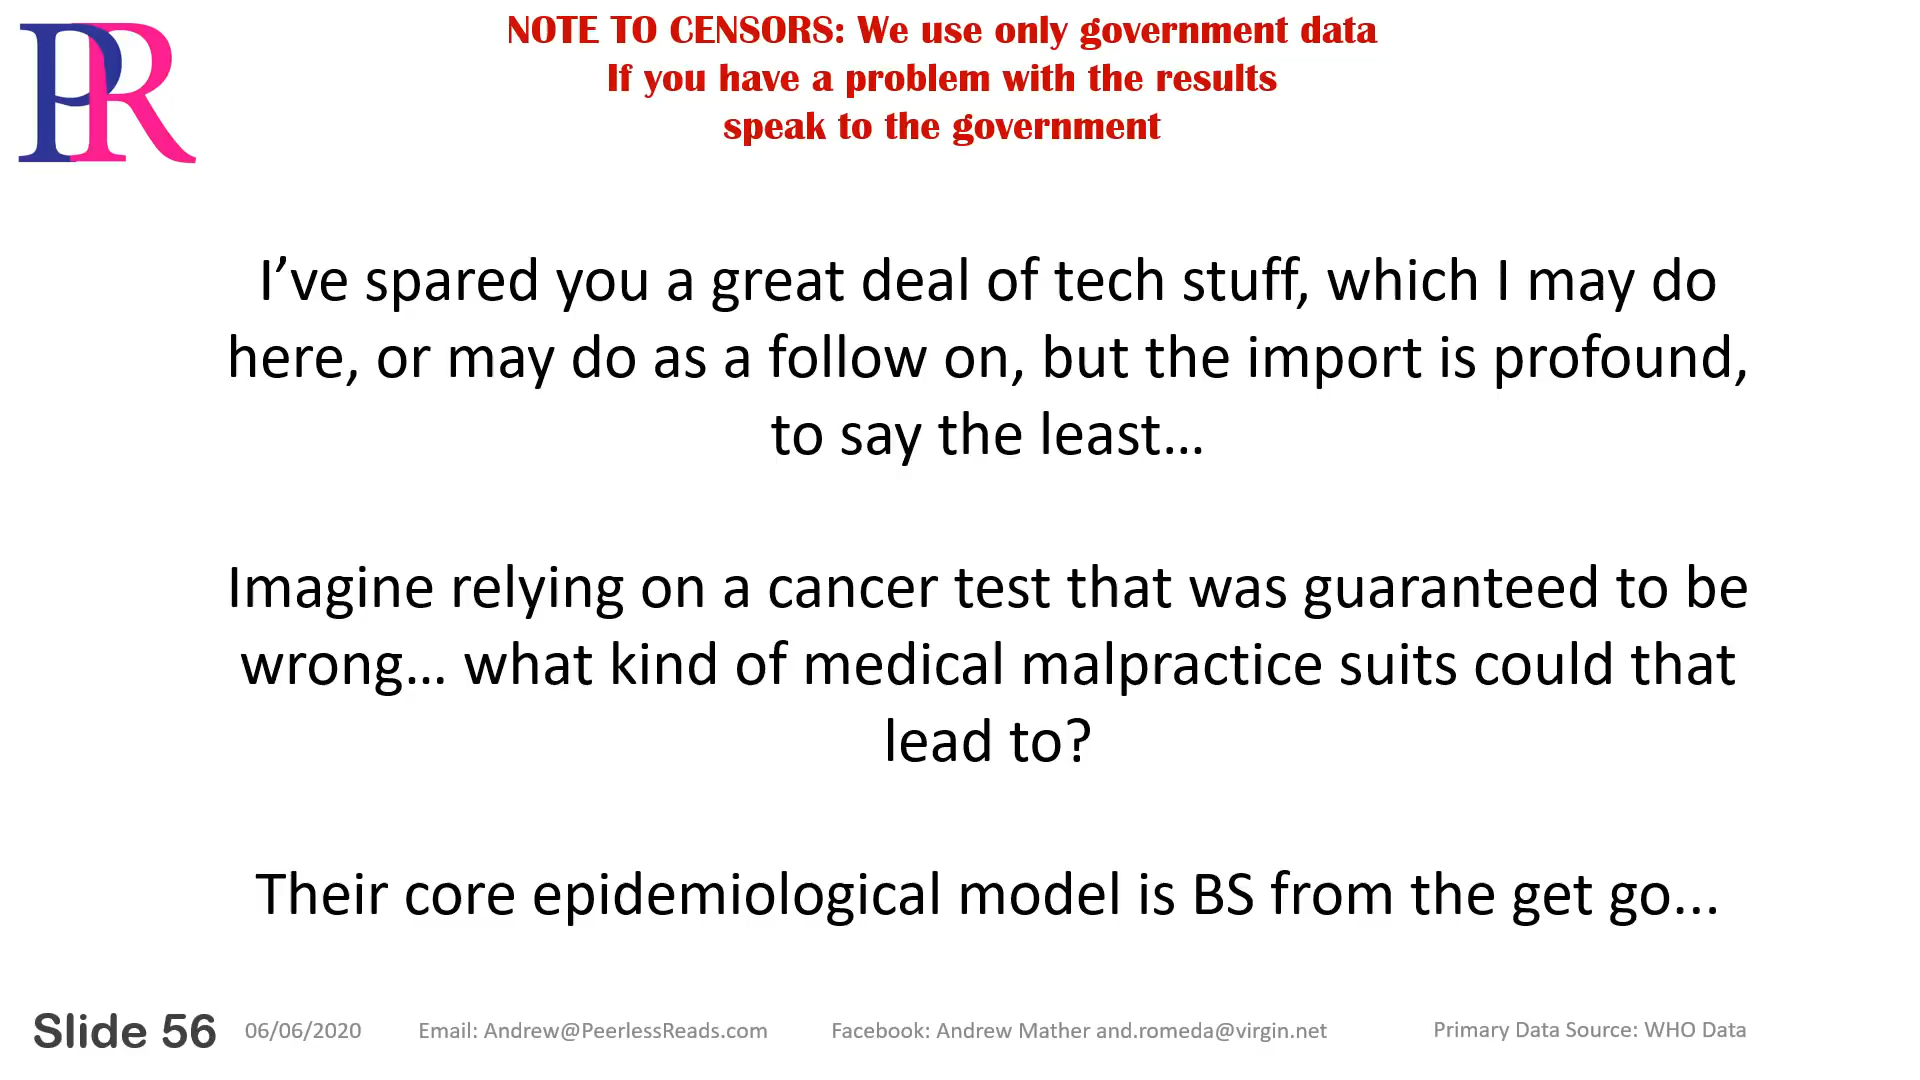 PR
NOTE TO CENSORS: We use only government data
If you have a problem with the results
speak to the government
I’ve spared you a great deal of tech stuff, which I may do
here, or may do as a follow on, but the import is profound,
to say the least…
Imagine relying on a cancer test that was guaranteed to be
wrong… what kind of medical malpractice suits could that
lead to?
Their core epidemiological model is BS from the get go...
Slide 56 06/06/2020 Email: Andrew@PeerlessReads.com Facebook: Andrew Mather and.romeda@virgin.net Primary Data Source: WHO Data